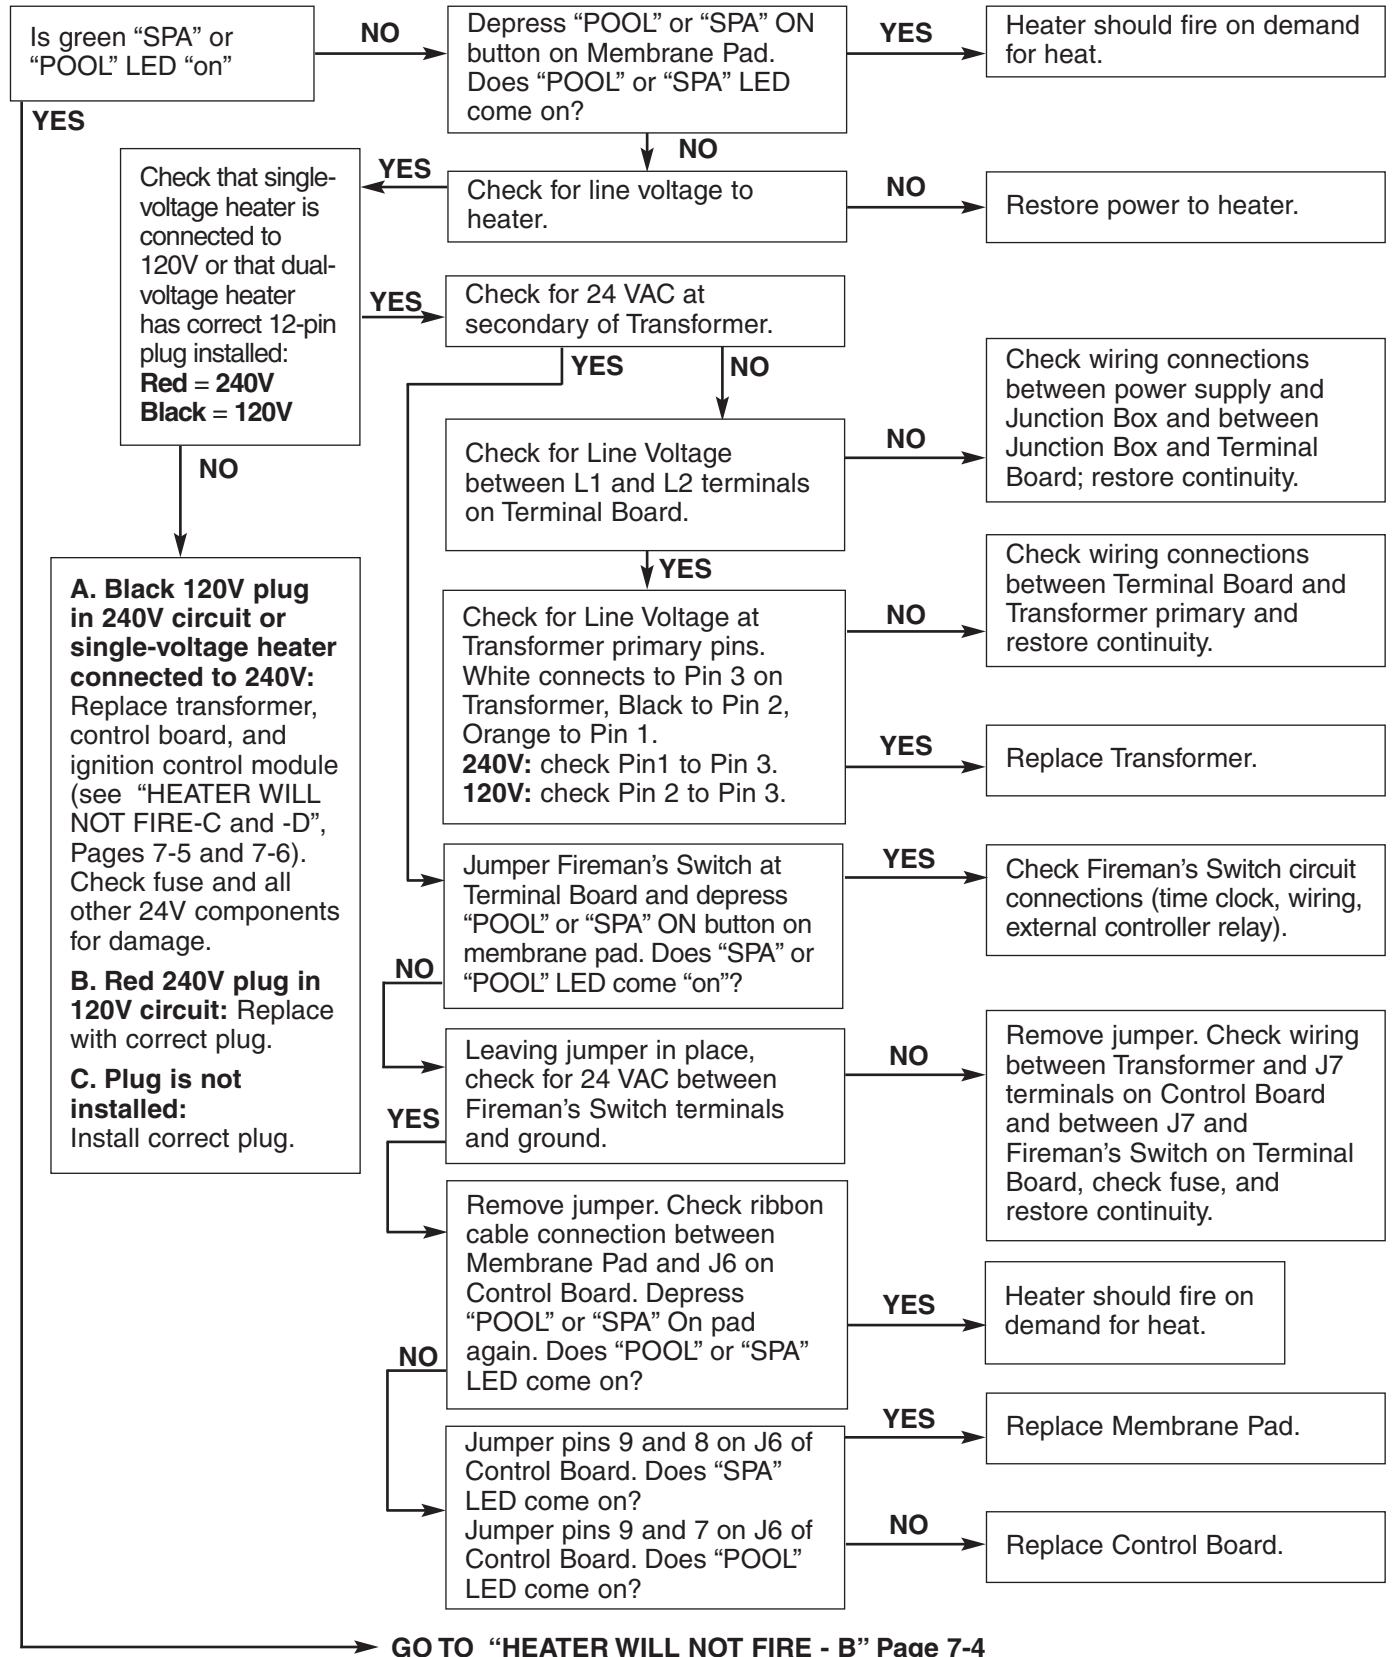 Is green “SPA” or
“POOL” LED “on”
NO
Depress “POOL” or “SPA” ON
button on Membrane Pad.
Does “POOL” or “SPA” LED
come on?
YES
Heater should fire on demand
for heat.
YES
NO
Check that single-
voltage heater is
connected to
120V or that dual-
voltage heater
has correct 12-pin
plug installed:
Red = 240V
Black = 120V
YES
Check for line voltage to
heater.
NO
Restore power to heater.
YES
Check for 24 VAC at
secondary of Transformer.
YES
NO
NO
Check for Line Voltage
between L1 and L2 terminals
on Terminal Board.
NO
Check wiring connections
between power supply and
Junction Box and between
Junction Box and Terminal
Board; restore continuity.
YES
A. Black 120V plug
in 240V circuit or
single-voltage heater
connected to 240V:
Replace transformer,
control board, and
ignition control module
(see “HEATER WILL
NOT FIRE-C and -D”,
Pages 7-5 and 7-6).
Check fuse and all
other 24V components
for damage.
B. Red 240V plug in
120V circuit: Replace
with correct plug.
C. Plug is not
installed:
Install correct plug.
Check for Line Voltage at
Transformer primary pins.
White connects to Pin 3 on
Transformer, Black to Pin 2,
Orange to Pin 1.
240V: check Pin1 to Pin 3.
120V: check Pin 2 to Pin 3.
NO
Check wiring connections
between Terminal Board and
Transformer primary and
restore continuity.
YES
Replace Transformer.
Jumper Fireman’s Switch at
Terminal Board and depress
“POOL” or “SPA” ON button on
membrane pad. Does “SPA” or
“POOL” LED come “on”?
YES
Check Fireman’s Switch circuit
connections (time clock, wiring,
external controller relay).
NO
Leaving jumper in place,
check for 24 VAC between
Fireman’s Switch terminals
and ground.
NO
Remove jumper. Check wiring
between Transformer and J7
terminals on Control Board
and between J7 and
Fireman’s Switch on Terminal
Board, check fuse, and
restore continuity.
YES
Remove jumper. Check ribbon
cable connection between
Membrane Pad and J6 on
Control Board. Depress
“POOL” or “SPA” On pad
again. Does “POOL” or “SPA”
LED come on?
YES
Heater should fire on
demand for heat.
NO
Jumper pins 9 and 8 on J6 of
Control Board. Does “SPA”
LED come on?
Jumper pins 9 and 7 on J6 of
Control Board. Does “POOL”
LED come on?
YES
Replace Membrane Pad.
NO
Replace Control Board.
GO TO “HEATER WILL NOT FIRE - B” Page 7-4